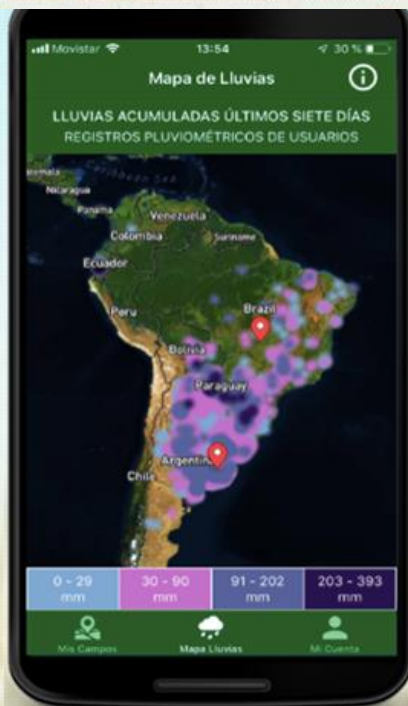 Movistar 13:54 30 %
Mapa de Lluvias
LLUVIAS ACUMULADAS ÚLTIMOS SIETE DÍAS
REGISTROS PLUVIOMÉTRICOS DE USUARIOS
Nicaragua
Panama
Venezuela
Colombia
Suriname
Ecuador
Peru
Brazil
Bolivia
Paraguay
Argentina
Chile
0 - 29 mm
30 - 90 mm
91 - 202 mm
203 - 393 mm
Mis Campos
Mapa Lluvias
Mi Cuenta